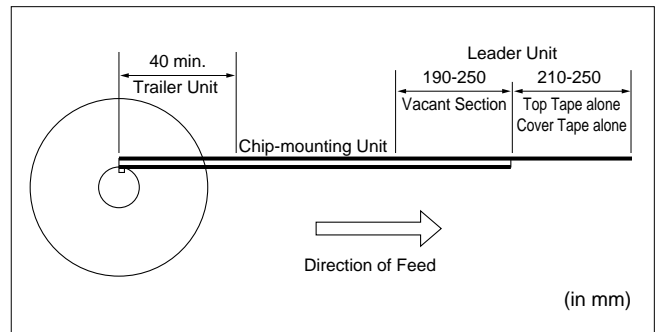 Leader Unit
40 min.
190-250
210-250
Trailer Unit
Vacant Section
Top Tape alone
Cover Tape alone
Chip-mounting Unit
Direction of Feed
(in mm)